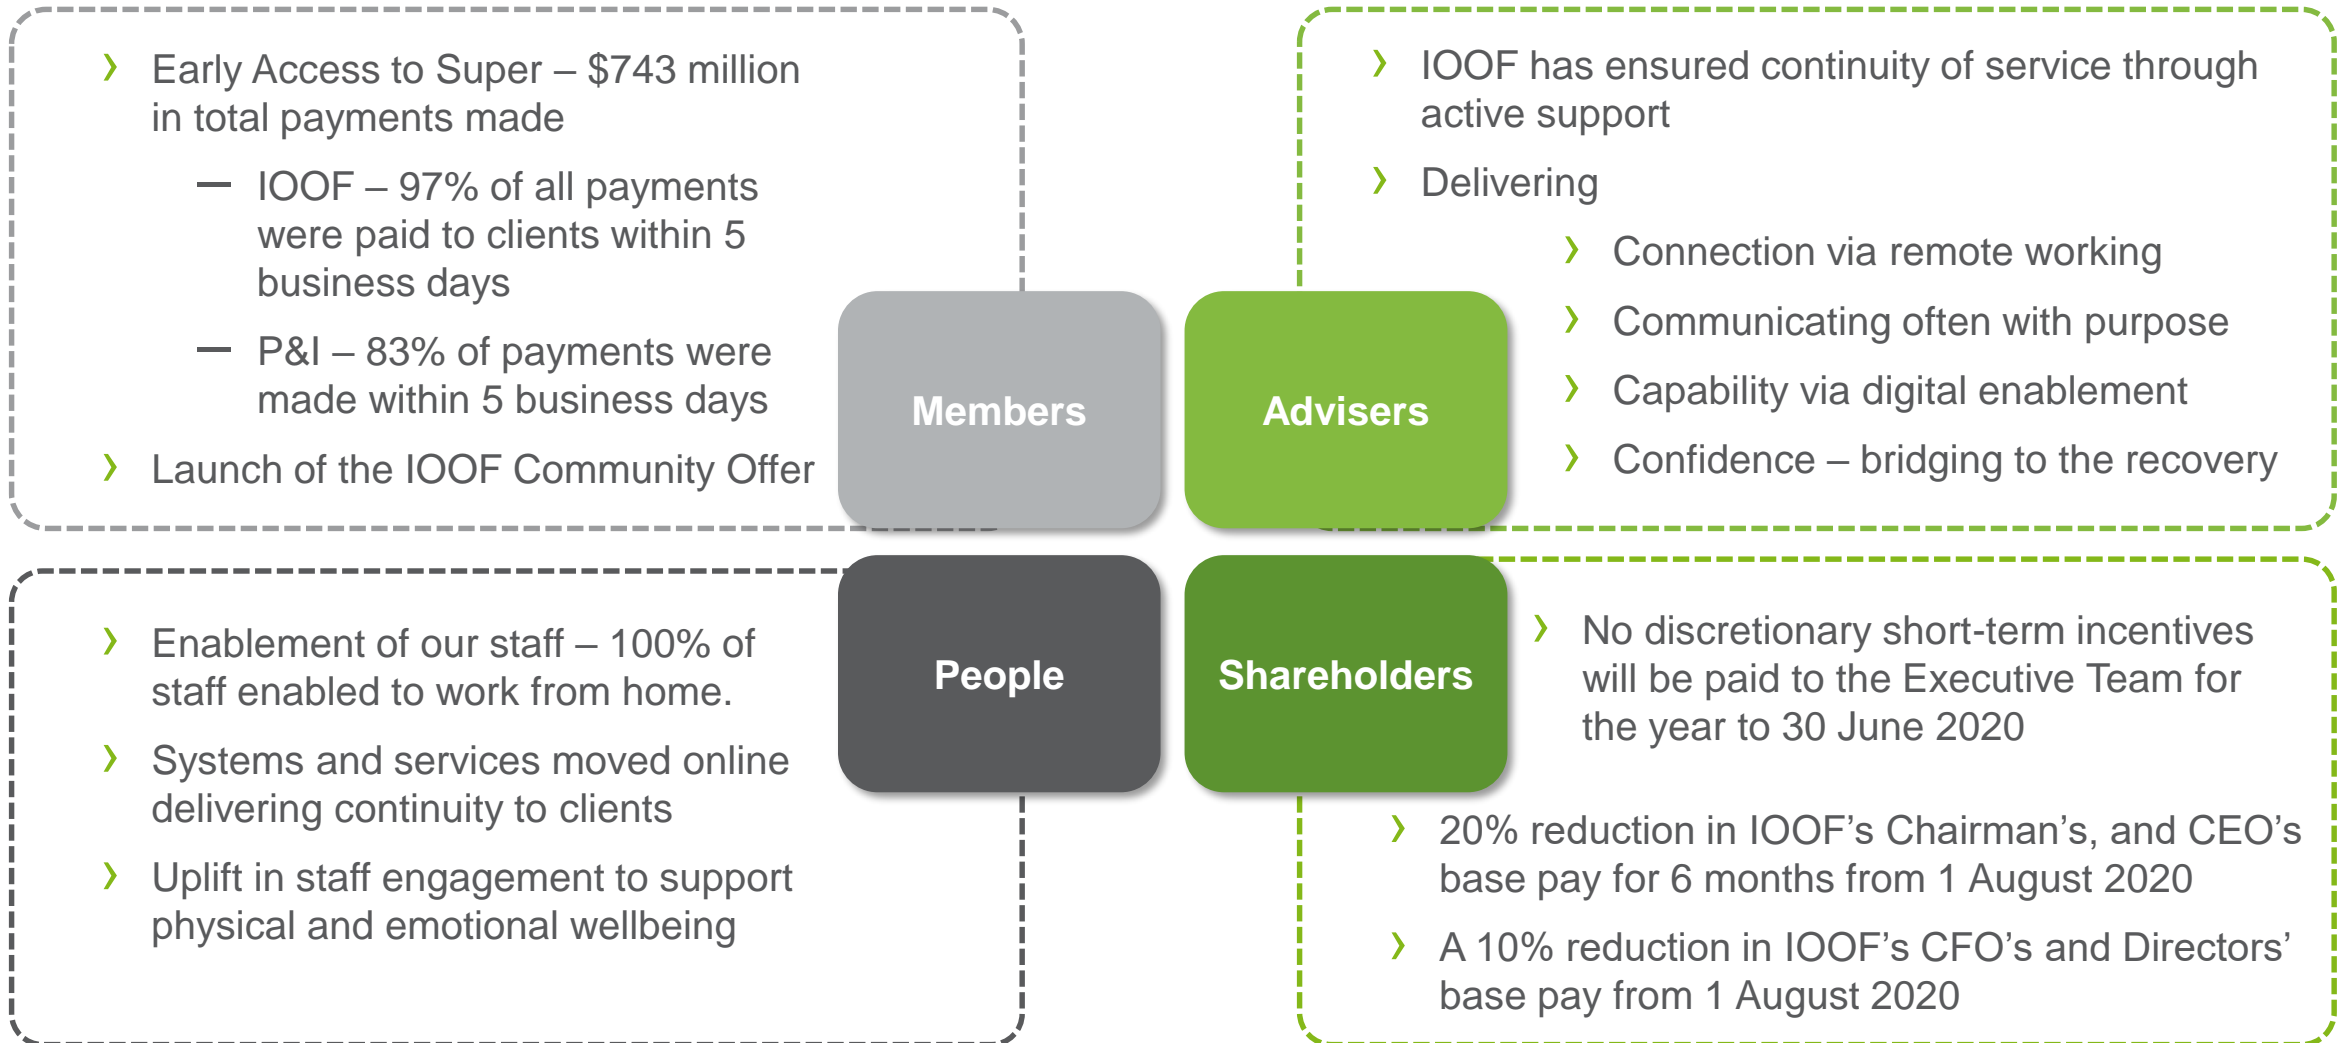 › Early Access to Super – $743 million
in total payments made
— IOOF – 97% of all payments
were paid to clients within 5
business days
— P&I – 83% of payments were
made within 5 business days
› Launch of the IOOF Community Offer
Members
› IOOF has ensured continuity of service through
active support
› Delivering
› Connection via remote working
› Communicating often with purpose
› Capability via digital enablement
› Confidence – bridging to the recovery
Advisers
› Enablement of our staff – 100% of
staff enabled to work from home.
› Systems and services moved online
delivering continuity to clients
› Uplift in staff engagement to support
physical and emotional wellbeing
People
Shareholders
› No discretionary short-term incentives
will be paid to the Executive Team for
the year to 30 June 2020
› 20% reduction in IOOF’s Chairman’s, and CEO’s
base pay for 6 months from 1 August 2020
› A 10% reduction in IOOF’s CFO’s and Directors’
base pay from 1 August 2020